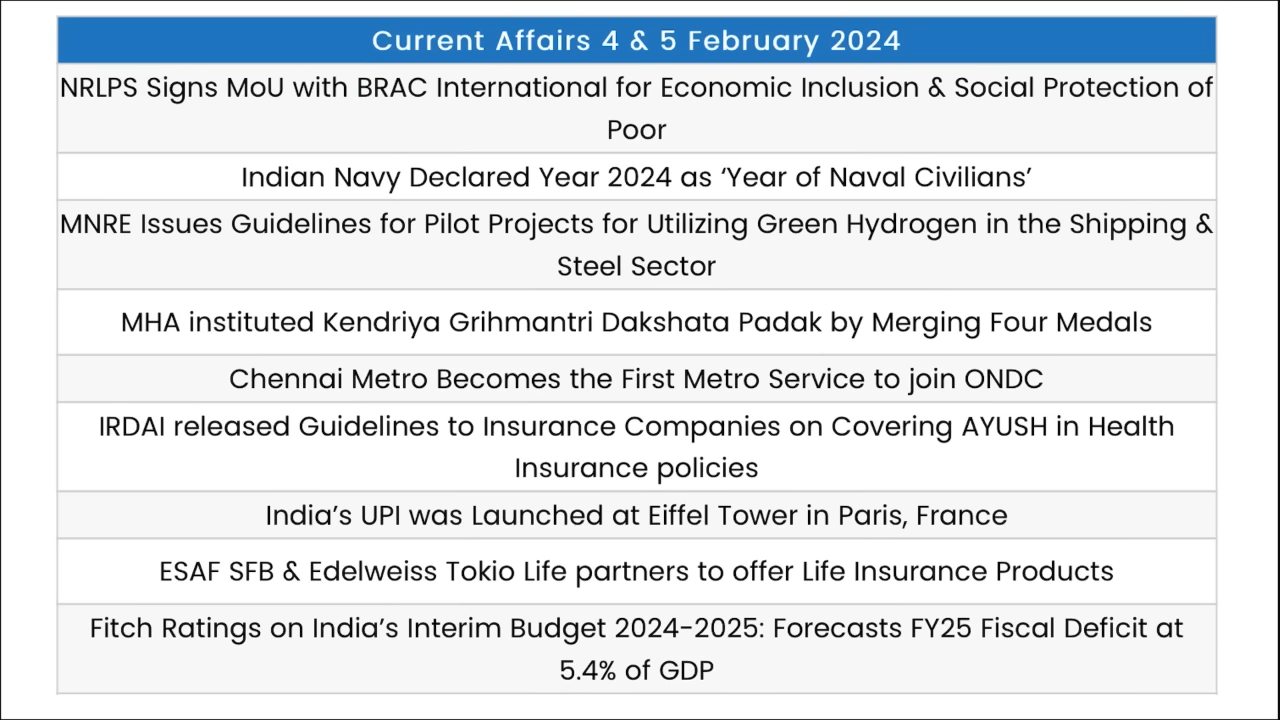 Current Affairs 4 & 5 February 2024
NRLPS Signs MoU with BRAC International for Economic Inclusion & Social Protection of
Poor
Indian Navy Declared Year 2024 as ‘Year of Naval Civilians’
MNRE Issues Guidelines for Pilot Projects for Utilizing Green Hydrogen in the Shipping &
Steel Sector
MHA instituted Kendriya Grihmantri Dakshata Padak by Merging Four Medals
Chennai Metro Becomes the First Metro Service to join ONDC
IRDAI released Guidelines to Insurance Companies on Covering AYUSH in Health
Insurance policies
India’s UPI was Launched at Eiffel Tower in Paris, France
ESAF SFB & Edelweiss Tokio Life partners to offer Life Insurance Products
Fitch Ratings on India’s Interim Budget 2024-2025: Forecasts FY25 Fiscal Deficit at
5.4% of GDP